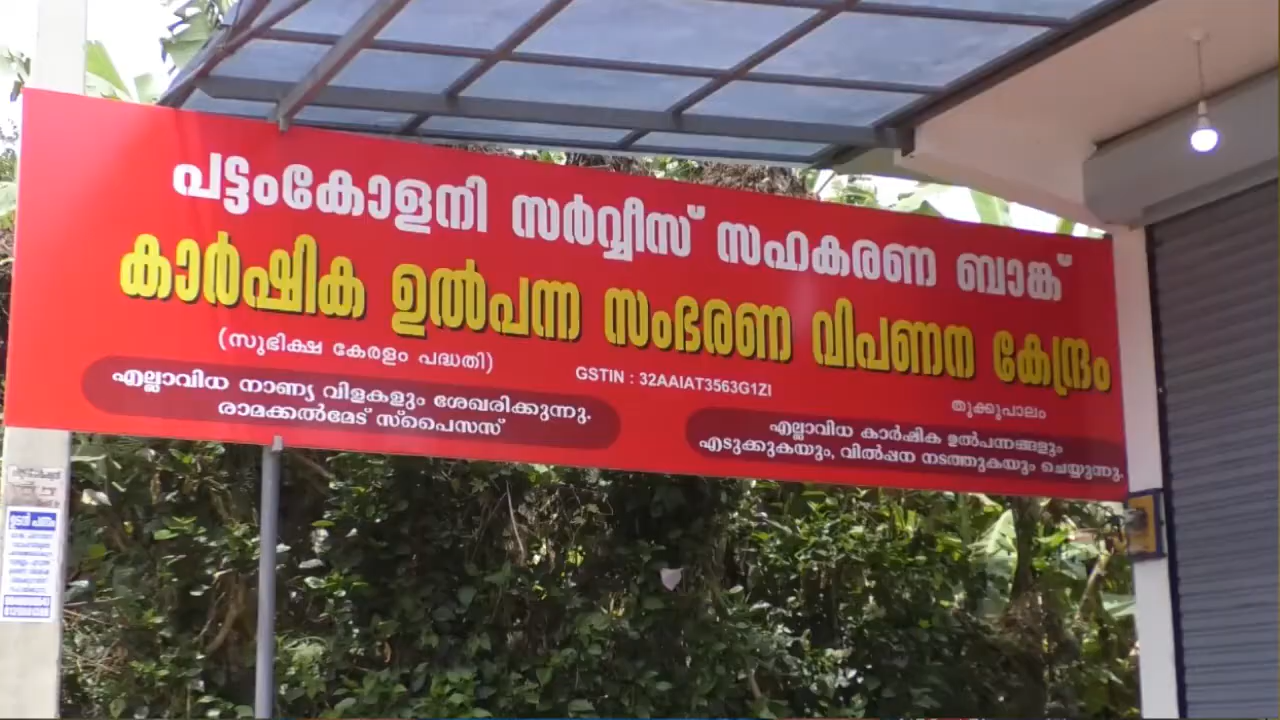 പട്ടംകോളനി സർവ്വീസ് സഹകരണ ബാങ്ക്
കാർഷിക ഉൽപന്ന സംഭരണ വിപണന കേന്ദ്രം
(സുഭിക്ഷ കേരളം പദ്ധതി)
GSTIN : 32AAIAT3563G1ZI
തൂക്കുപാലം
എല്ലാവിധ നാണ്യ വിളകളും ശേഖരിക്കുന്നു.
രാമക്കൽമേട് സ്പൈസസ്
എല്ലാവിധ കാർഷിക ഉൽപന്നങ്ങളും
എടുക്കുകയും, വിൽപ്പന നടത്തുകയും ചെയ്യുന്നു.